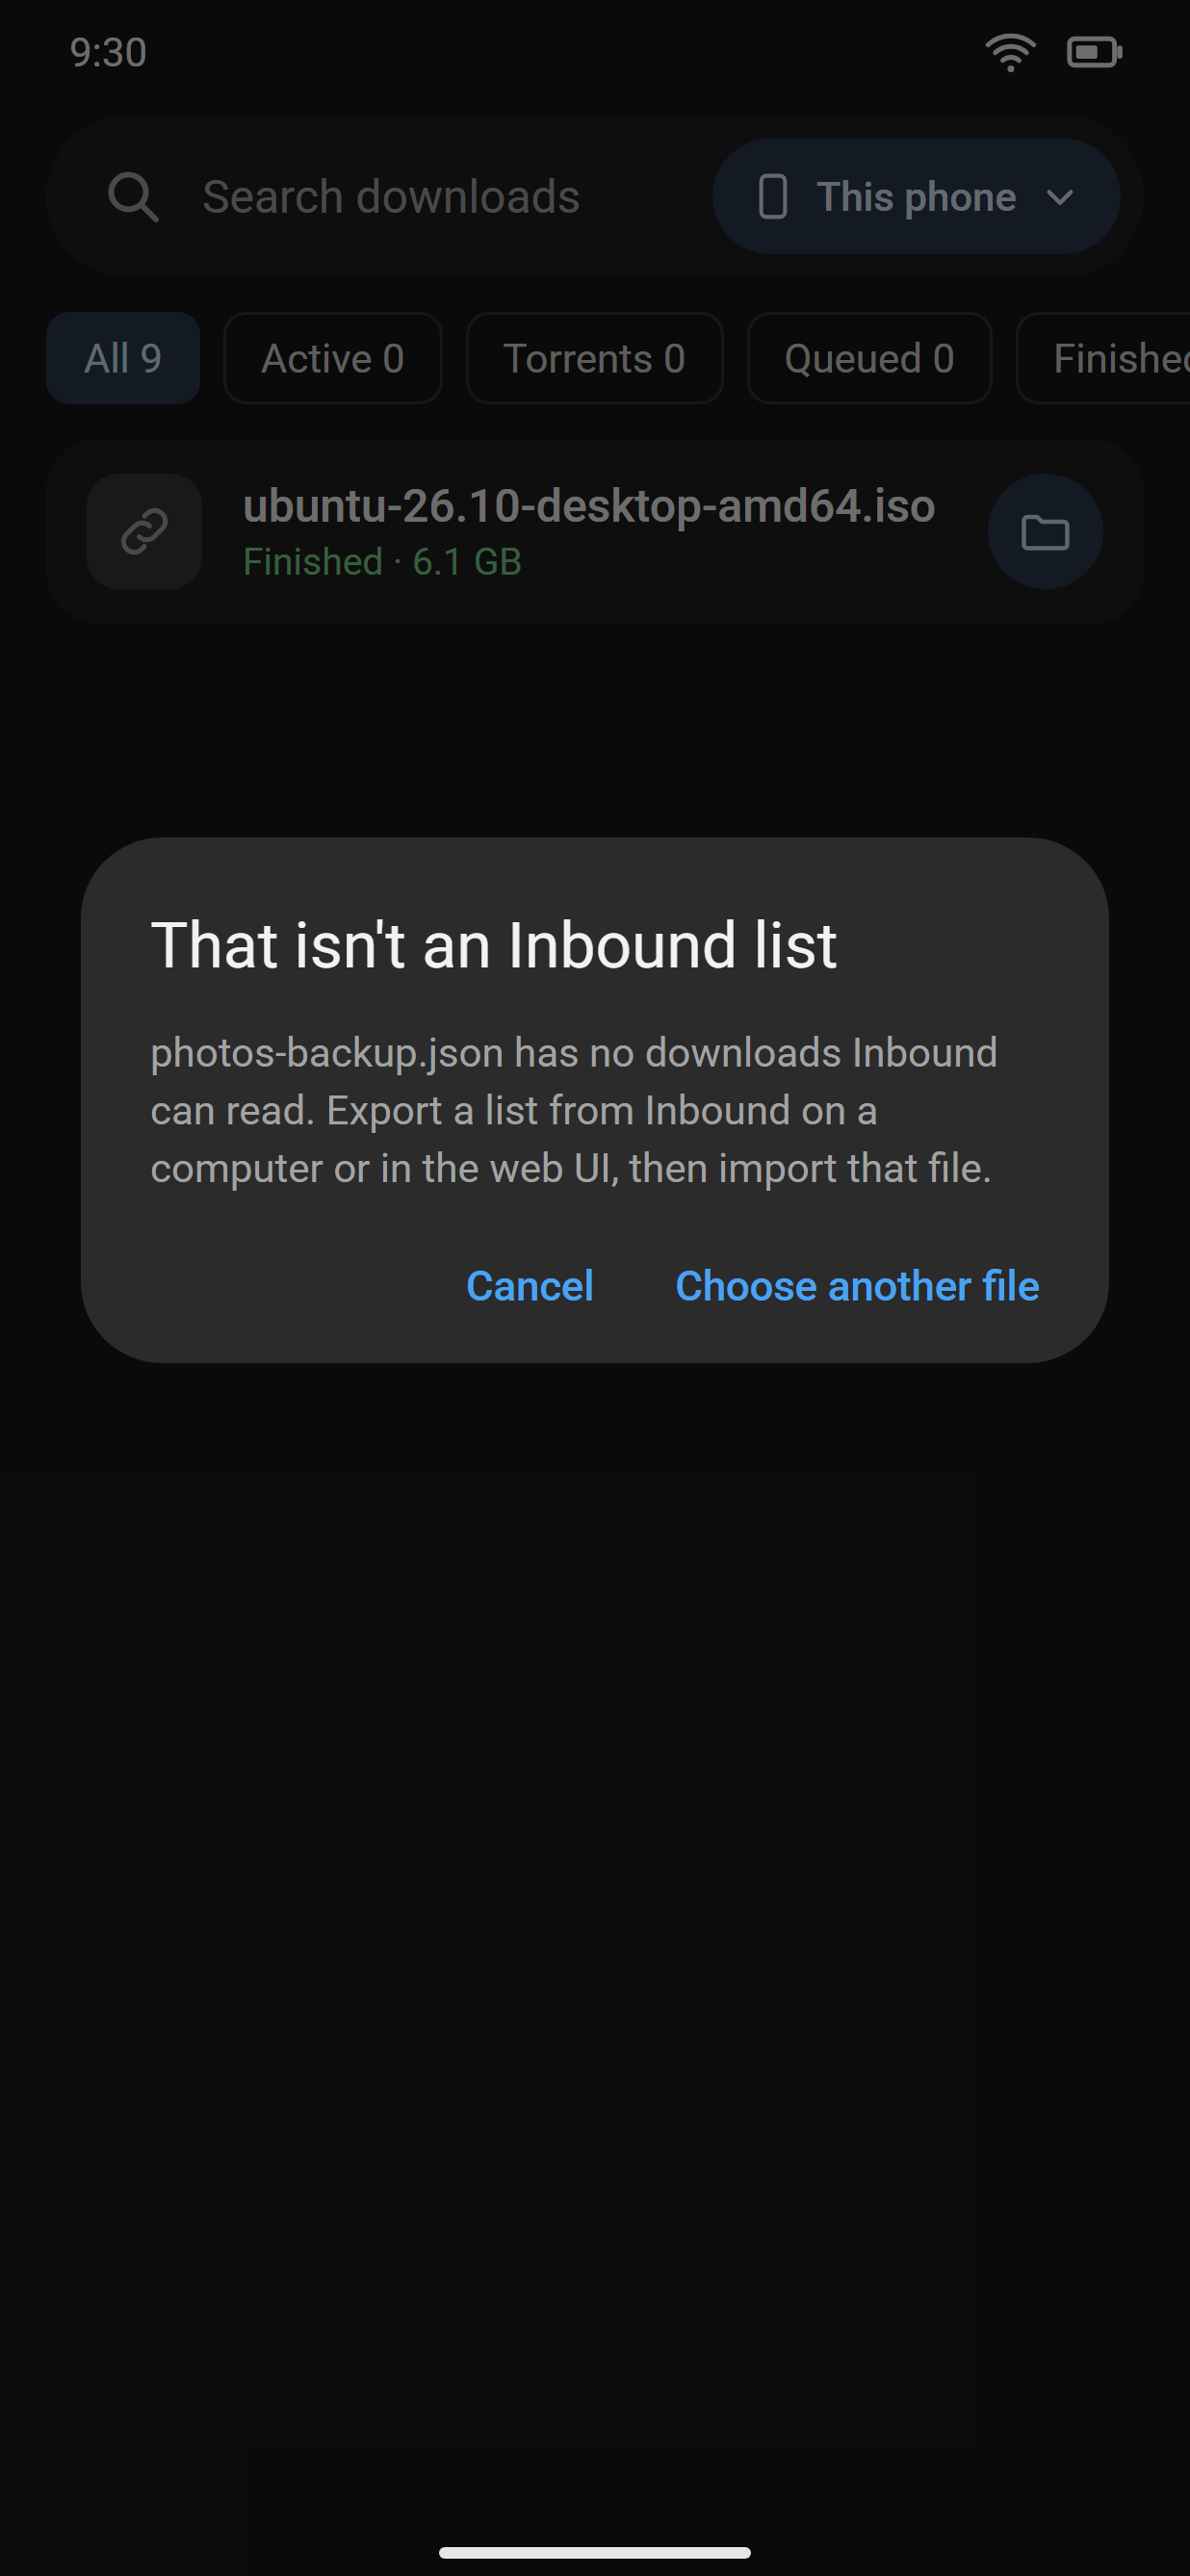 9:30
Search downloads
This phone
All 9
Active 0
Torrents 0
Queued 0
Finished
ubuntu-26.10-desktop-amd64.iso
Finished · 6.1 GB
That isn't an Inbound list
photos-backup.json has no downloads Inbound
can read. Export a list from Inbound on a
computer or in the web UI, then import that file.
Cancel
Choose another file